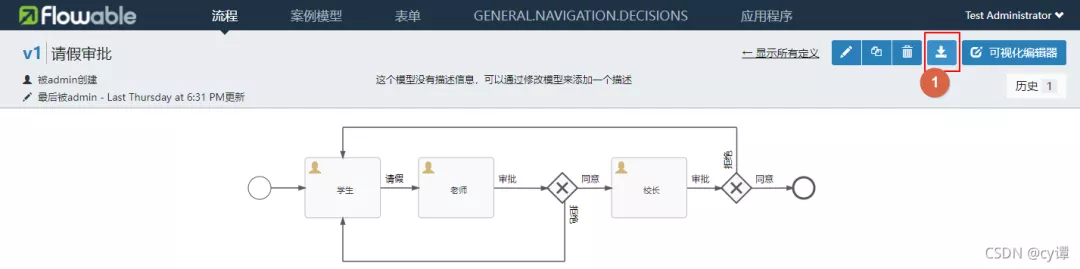 Flowable 流程 案例模型 表单 GENERAL.NAVIGATION.DECISIONS 应用程序 Test Administrator
v1 请假审批
← 显示所有定义 可视化编辑器
被admin创建 这个模型没有描述信息，可以通过修改模型来添加一个描述
1
历史 1
最后被admin - Last Thursday at 6:31 PM更新
拒绝
学生 请假 老师 审批 同意 校长 审批 同意
拒绝
CSDN @cy谭